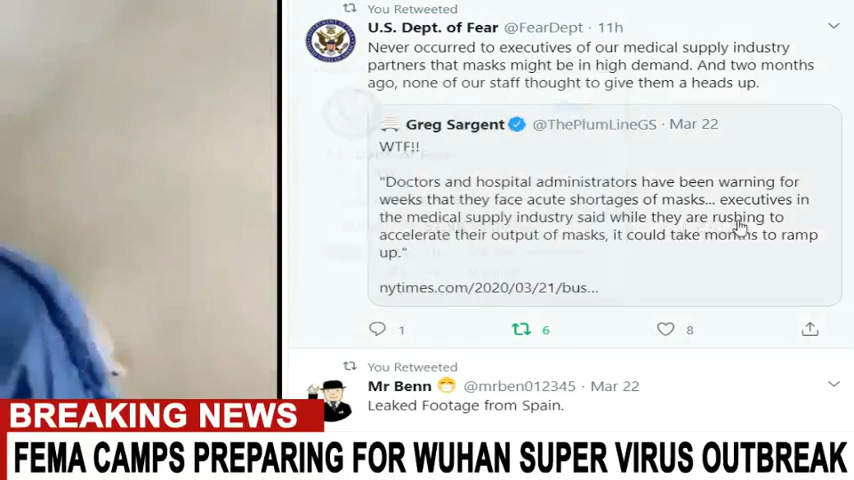 You Retweeted
U.S. Dept. of Fear @FearDept · 11h
Never occurred to executives of our medical supply industry
partners that masks might be in high demand. And two months
ago, none of our staff thought to give them a heads up.
Greg Sargent @ThePlumLineGS · Mar 22
WTF!!
"Doctors and hospital administrators have been warning for
weeks that they face acute shortages of masks... executives in
the medical supply industry said while they are rushing to
accelerate their output of masks, it could take months to ramp
up."
nytimes.com/2020/03/21/bus...
1 6 8
You Retweeted
Mr Benn @mrben012345 · Mar 22
Leaked Footage from Spain.
BREAKING NEWS
FEMA CAMPS PREPARING FOR WUHAN SUPER VIRUS OUTBREAK